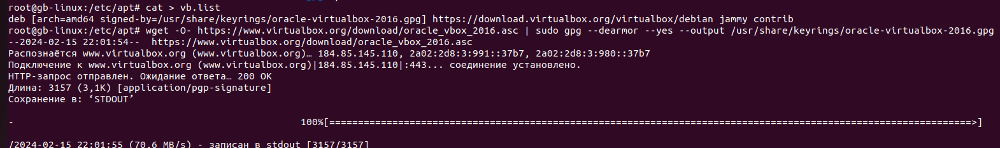 root@gb-linux:/etc/apt# cat > vb.list
deb [arch=amd64 signed-by=/usr/share/keyrings/oracle-virtualbox-2016.gpg] https://download.virtualbox.org/virtualbox/debian jammy contrib
root@gb-linux:/etc/apt# wget -O- https://www.virtualbox.org/download/oracle_vbox_2016.asc | sudo gpg --dearmor --yes --output /usr/share/keyrings/oracle-virtualbox-2016.gpg
--2024-02-15 22:01:54--  https://www.virtualbox.org/download/oracle_vbox_2016.asc
Распознаётся www.virtualbox.org (www.virtualbox.org)… 184.85.145.110, 2a02:2d8:3:991::37b7, 2a02:2d8:3:980::37b7
Подключение к www.virtualbox.org (www.virtualbox.org)|184.85.145.110|:443... соединение установлено.
HTTP-запрос отправлен. Ожидание ответа… 200 OK
Длина: 3157 (3,1K) [application/pgp-signature]
Сохранение в: ‘STDOUT’
- 100%[================================================================================================================>]
/2024-02-15 22:01:55 (70.6 MB/s) - записан в stdout [3157/3157]